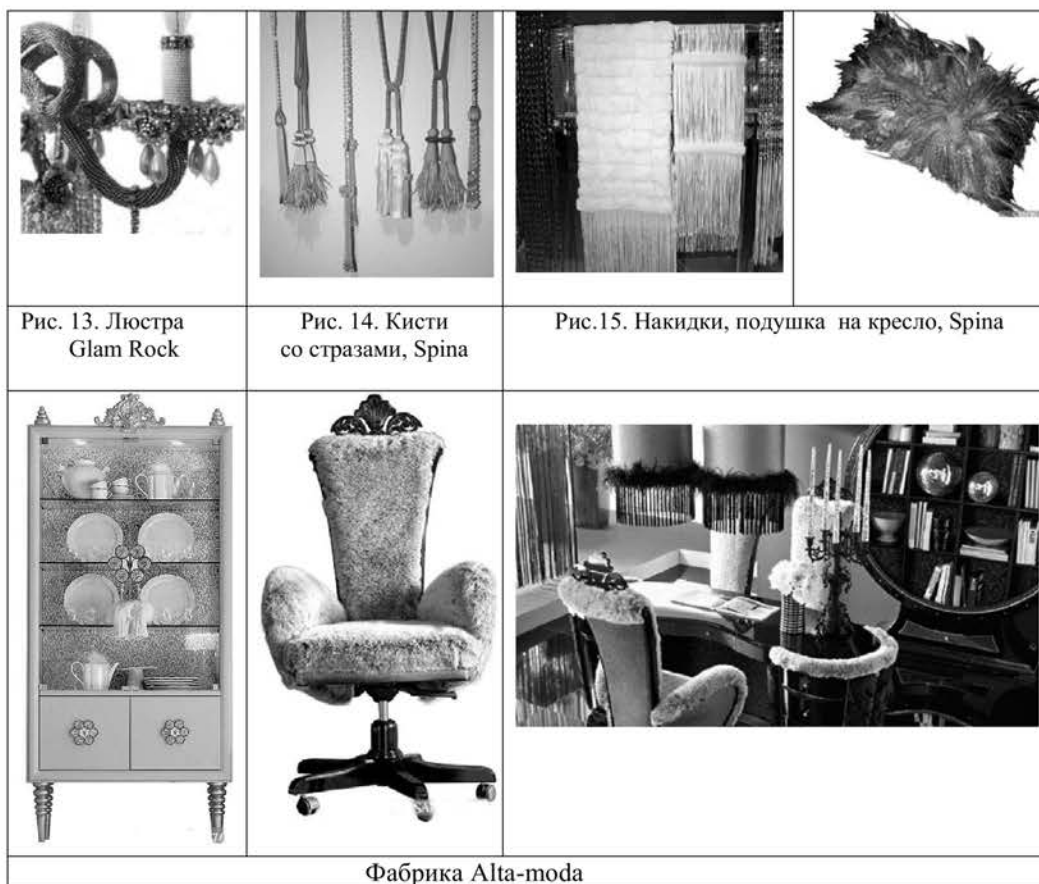 Рис. 13. Люстра
Glam Rock
Рис. 14. Кисти
со стразами, Spina
Рис.15. Накидки, подушка на кресло, Spina
Фабрика Alta-moda